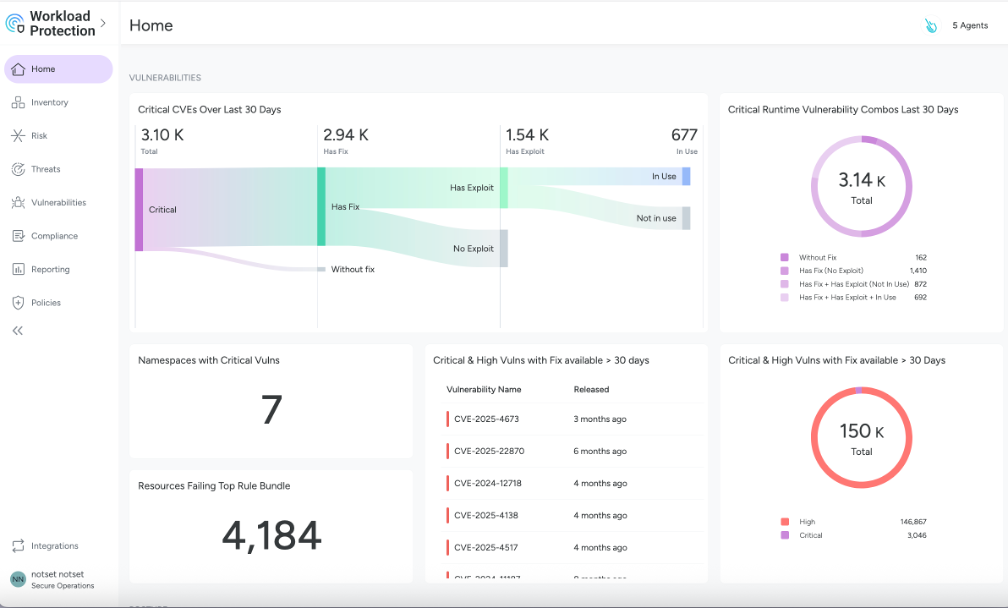 Workload
Protection
Home
5 Agents
Home
Inventory
Risk
Threats
Vulnerabilities
Compliance
Reporting
Policies
Integrations
NN
notset notset
Secure Operations
VULNERABILITIES
Critical CVEs Over Last 30 Days
3.10 K
Total
2.94 K
Has Fix
1.54 K
Has Exploit
677
In Use
Critical
Has Fix
Without fix
Has Exploit
No Exploit
In Use
Not in use
Critical Runtime Vulnerability Combos Last 30 Days
3.14 K
Total
Without Fix 162
Has Fix (No Exploit) 1,410
Has Fix + Has Exploit (Not In Use) 872
Has Fix + Has Exploit + In Use 692
Namespaces with Critical Vulns
7
Resources Failing Top Rule Bundle
4,184
Critical & High Vulns with Fix available > 30 days
Vulnerability Name Released
CVE-2025-4673 3 months ago
CVE-2025-22870 6 months ago
CVE-2024-12718 4 months ago
CVE-2025-4138 4 months ago
CVE-2025-4517 4 months ago
Critical & High Vulns with Fix available > 30 Days
150 K
Total
High 146,867
Critical 3,046